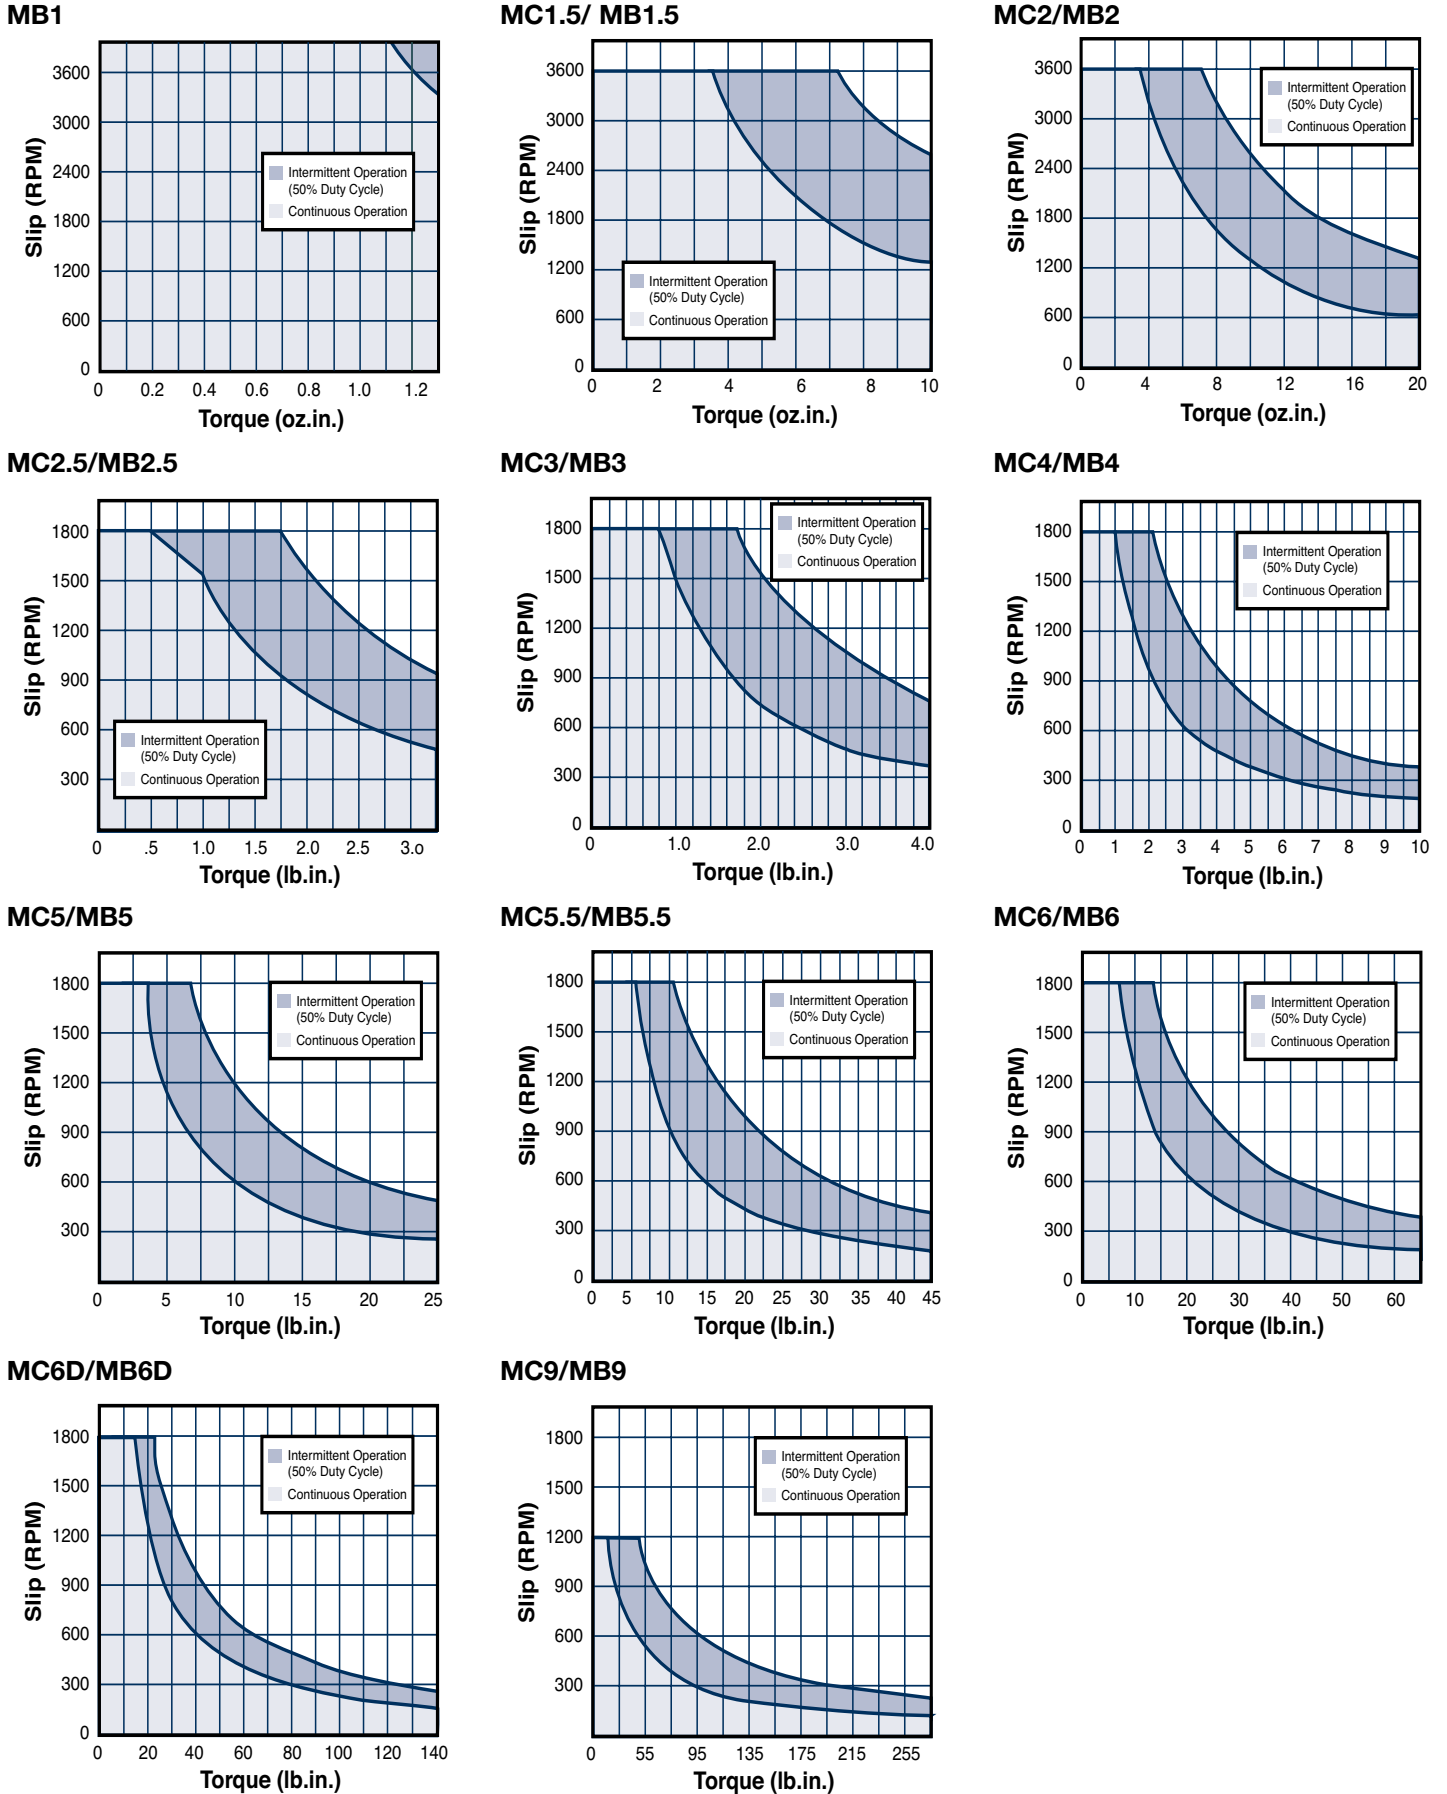 MB1
3600
3000
2400
1800
1200
600
0
Slip (RPM)
Intermittent Operation
(50% Duty Cycle)
Continuous Operation
0 0.2 0.4 0.6 0.8 1.0 1.2
Torque (oz.in.)
MC1.5/ MB1.5
3600
3000
2400
1800
1200
600
0
Slip (RPM)
Intermittent Operation
(50% Duty Cycle)
Continuous Operation
0 2 4 6 8 10
Torque (oz.in.)
MC2/MB2
3600
3000
2400
1800
1200
600
0
Slip (RPM)
Intermittent Operation
(50% Duty Cycle)
Continuous Operation
0 4 8 12 16 20
Torque (oz.in.)
MC2.5/MB2.5
1800
1500
1200
900
600
300
Slip (RPM)
Intermittent Operation
(50% Duty Cycle)
Continuous Operation
0 .5 1.0 1.5 2.0 2.5 3.0
Torque (lb.in.)
MC3/MB3
1800
1500
1200
900
600
300
0
Slip (RPM)
Intermittent Operation
(50% Duty Cycle)
Continuous Operation
0 1.0 2.0 3.0 4.0
Torque (lb.in.)
MC4/MB4
1800
1500
1200
900
600
300
0
Slip (RPM)
Intermittent Operation
(50% Duty Cycle)
Continuous Operation
0 1 2 3 4 5 6 7 8 9 10
Torque (lb.in.)
MC5/MB5
1800
1500
1200
900
600
300
Slip (RPM)
Intermittent Operation
(50% Duty Cycle)
Continuous Operation
0 5 10 15 20 25
Torque (lb.in.)
MC5.5/MB5.5
1800
1500
1200
900
600
300
0
Slip (RPM)
Intermittent Operation
(50% Duty Cycle)
Continuous Operation
0 5 10 15 20 25 30 35 40 45
Torque (lb.in.)
MC6/MB6
1800
1500
1200
900
600
300
0
Slip (RPM)
Intermittent Operation
(50% Duty Cycle)
Continuous Operation
0 10 20 30 40 50 60
Torque (lb.in.)
MC6D/MB6D
1800
1500
1200
900
600
300
0
Slip (RPM)
Intermittent Operation
(50% Duty Cycle)
Continuous Operation
0 20 40 60 80 100 120 140
Torque (lb.in.)
MC9/MB9
1800
1500
1200
900
600
300
Slip (RPM)
Intermittent Operation
(50% Duty Cycle)
Continuous Operation
0 55 95 135 175 215 255
Torque (lb.in.)